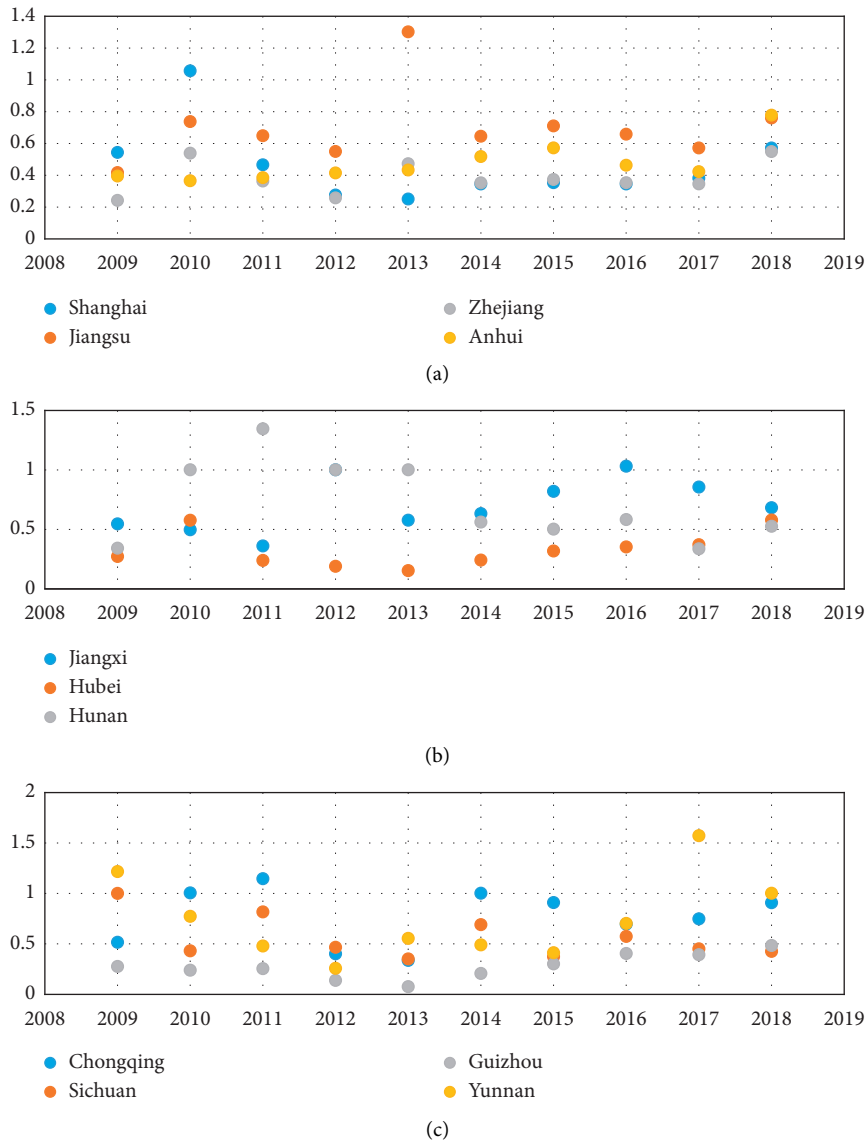 1.4
1.2
1
0.8
0.6
0.4
0.2
0
2008 2009 2010 2011 2012 2013 2014 2015 2016 2017 2018 2019
Shanghai Zhejiang
Jiangsu Anhui
(a)
1.5
1
0.5
0
2008 2009 2010 2011 2012 2013 2014 2015 2016 2017 2018 2019
Jiangxi
Hubei
Hunan
(b)
2
1.5
1
0.5
0
2008 2009 2010 2011 2012 2013 2014 2015 2016 2017 2018 2019
Chongqing Guizhou
Sichuan Yunnan
(c)